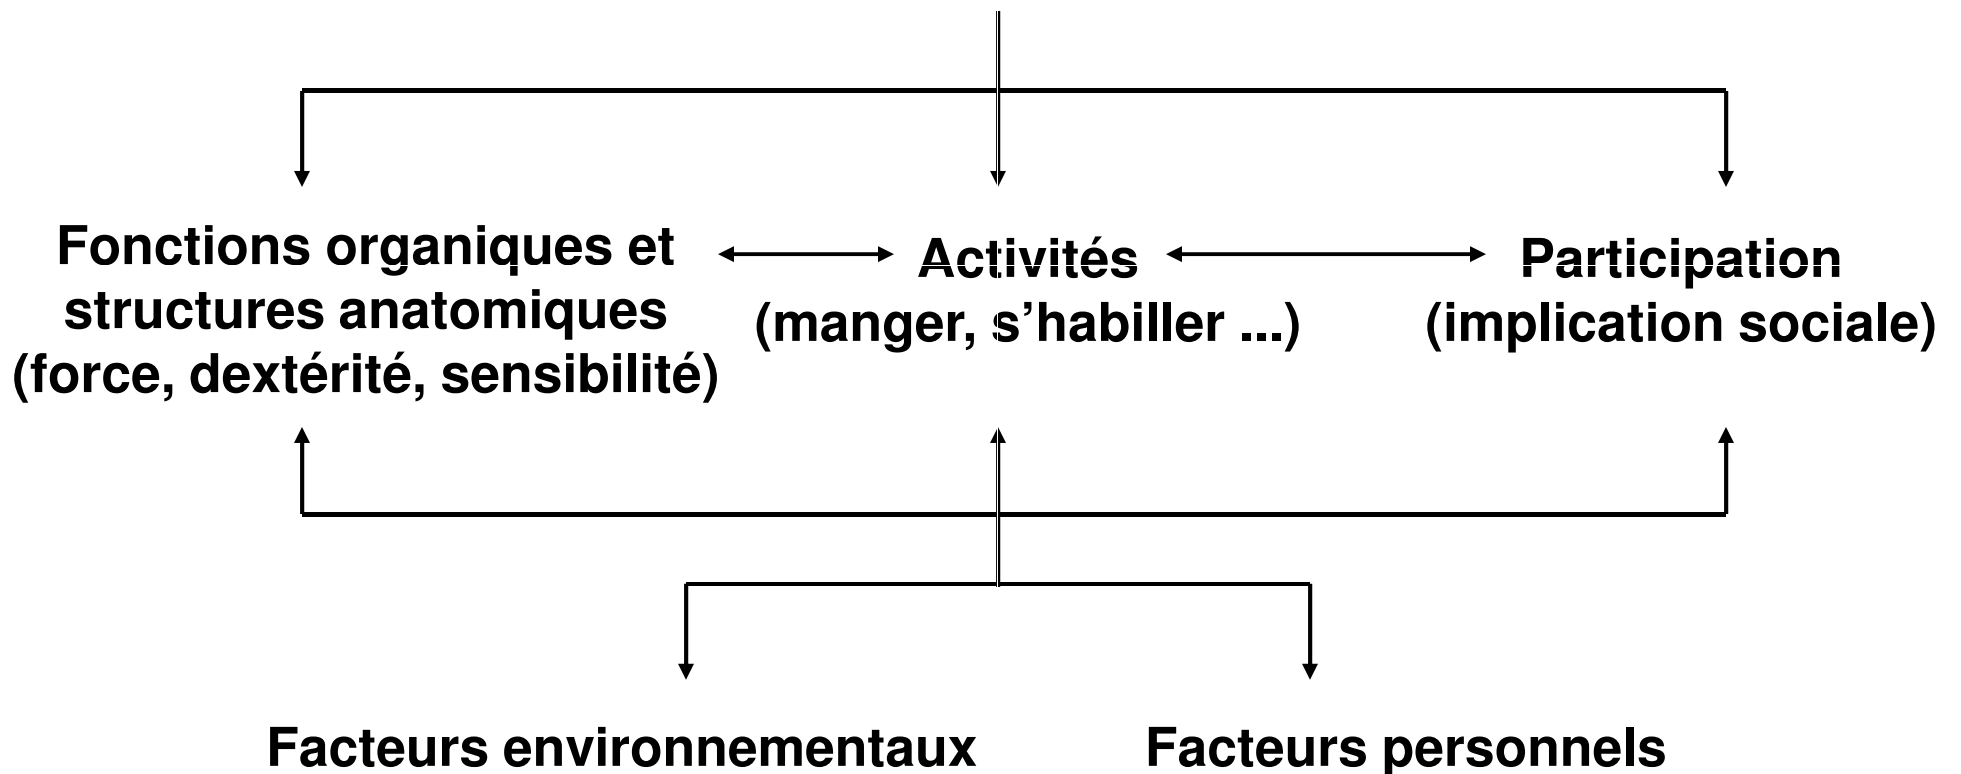 Fonctions organiques et
structures anatomiques
(force, dextérité, sensibilité)
Activités
(manger, s’habiller ...)
Participation
(implication sociale)
Facteurs environnementaux
Facteurs personnels